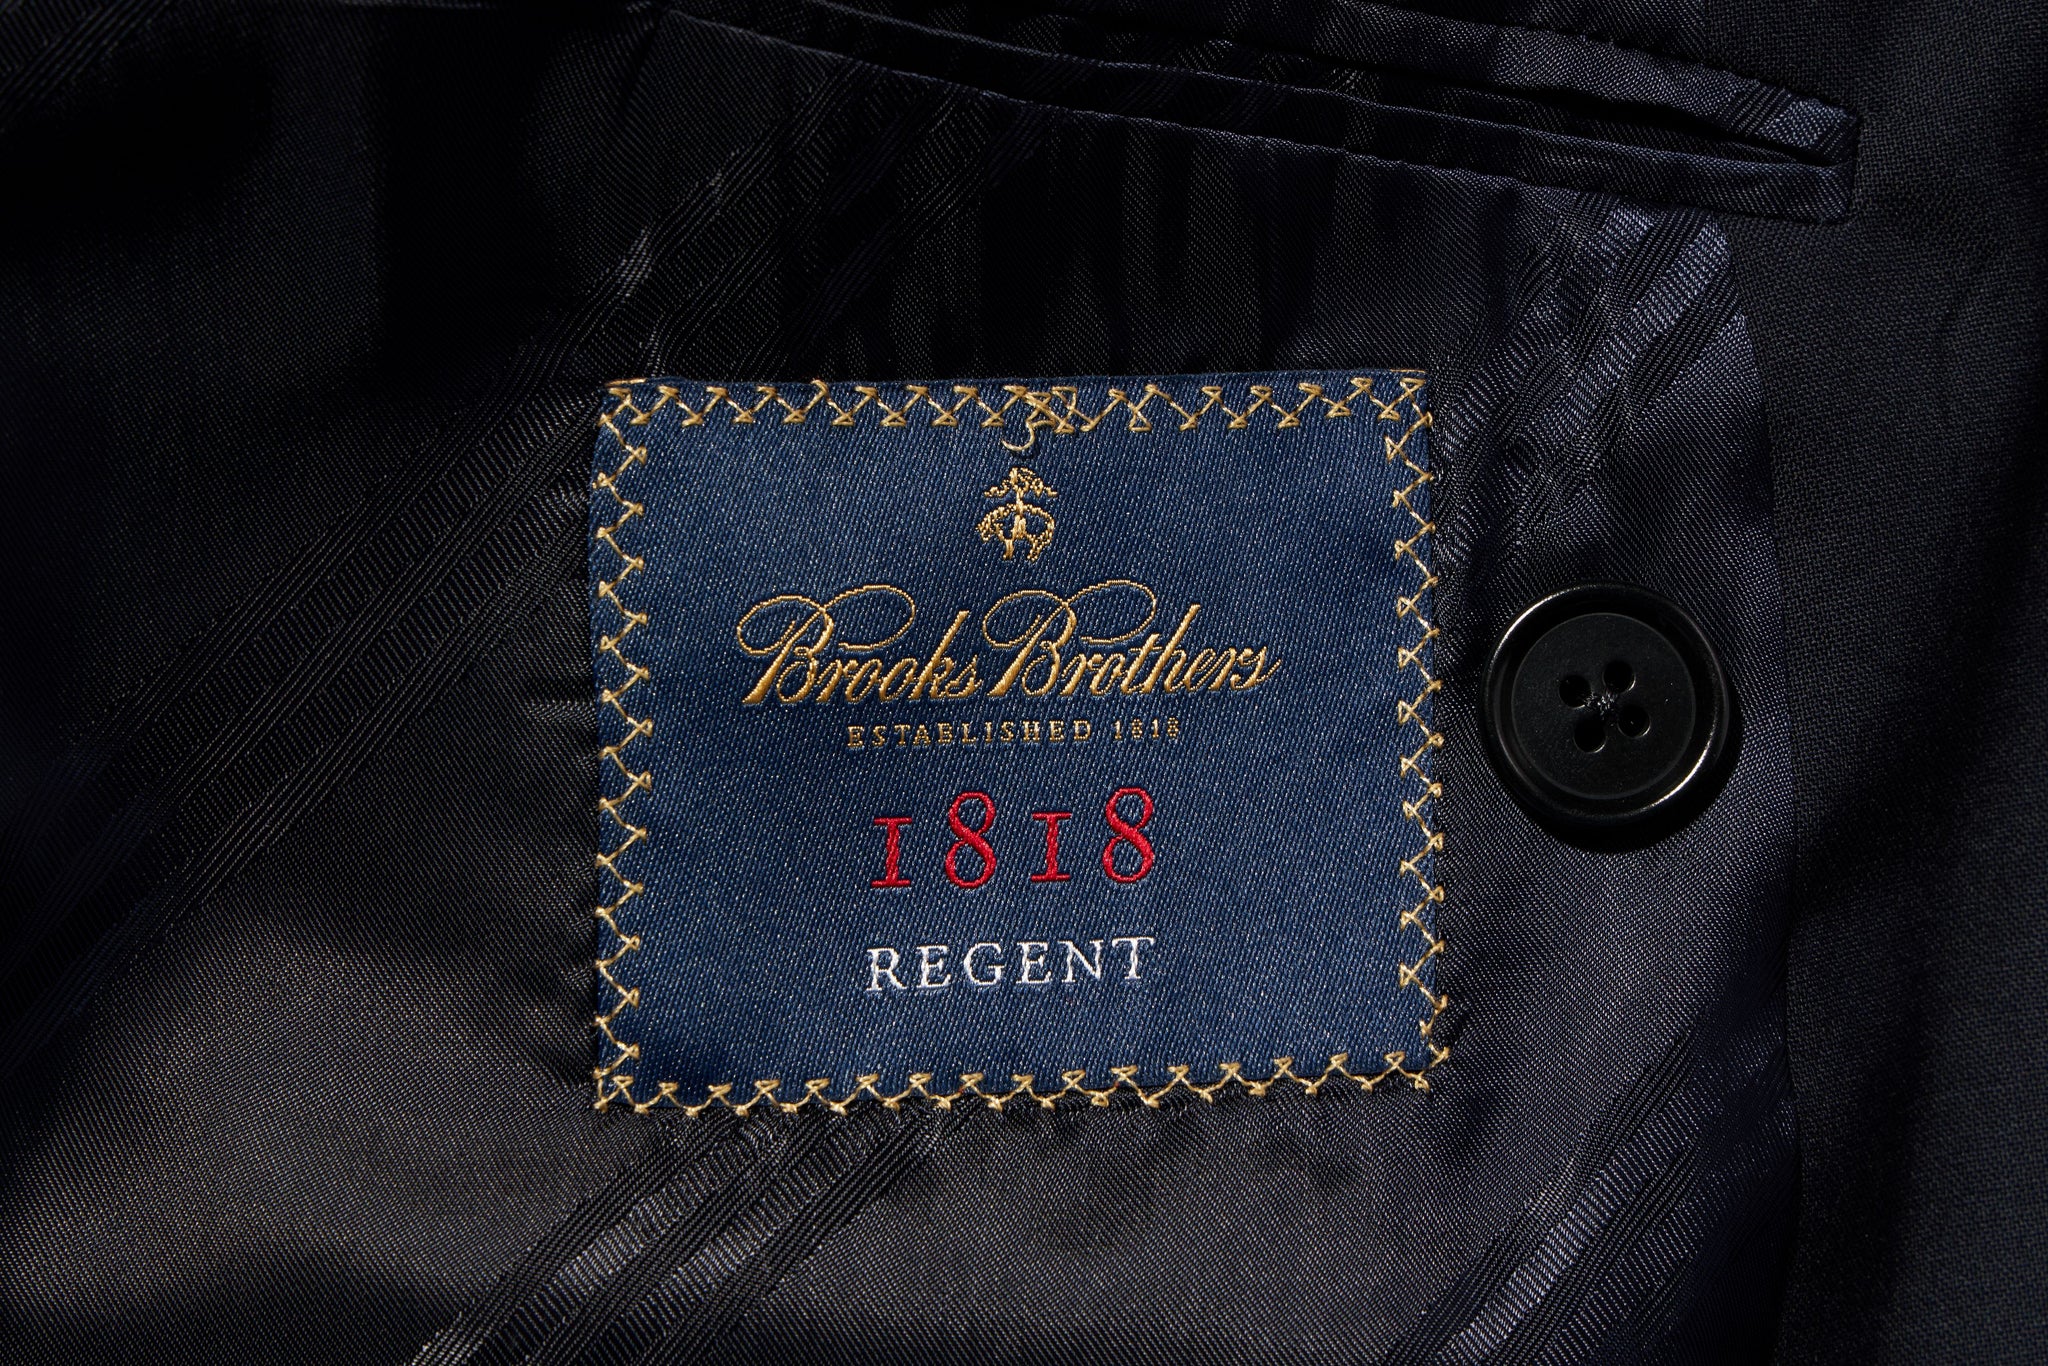 Brooks Brothers
ESTABLISHED 1818
1818
REGENT